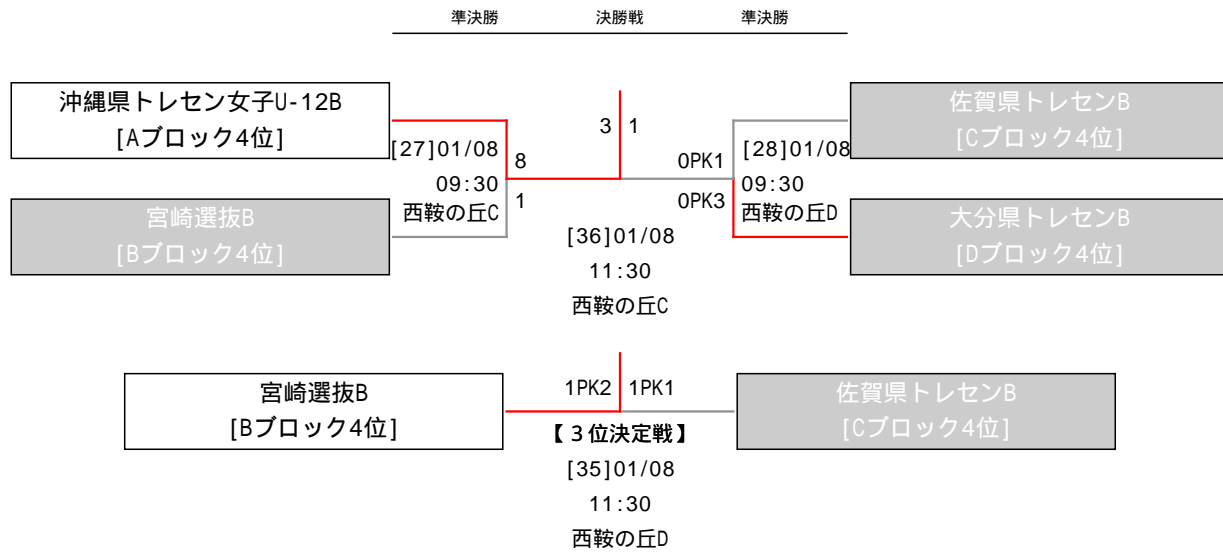 準決勝 決勝戦 準決勝
沖縄県トレセン女子U-12B
[Aブロック4位]
宮崎選抜B
[Bブロック4位]
[27]01/08
09:30
西鞍の丘C
8
1
3 1
[36]01/08
11:30
西鞍の丘C
0PK1
0PK3
[28]01/08
09:30
西鞍の丘D
佐賀県トレセンB
[Cブロック4位]
大分県トレセンB
[Dブロック4位]
宮崎選抜B
[Bブロック4位]
1PK2 1PK1
【3位決定戦】
[35]01/08
11:30
西鞍の丘D
佐賀県トレセンB
[Cブロック4位]